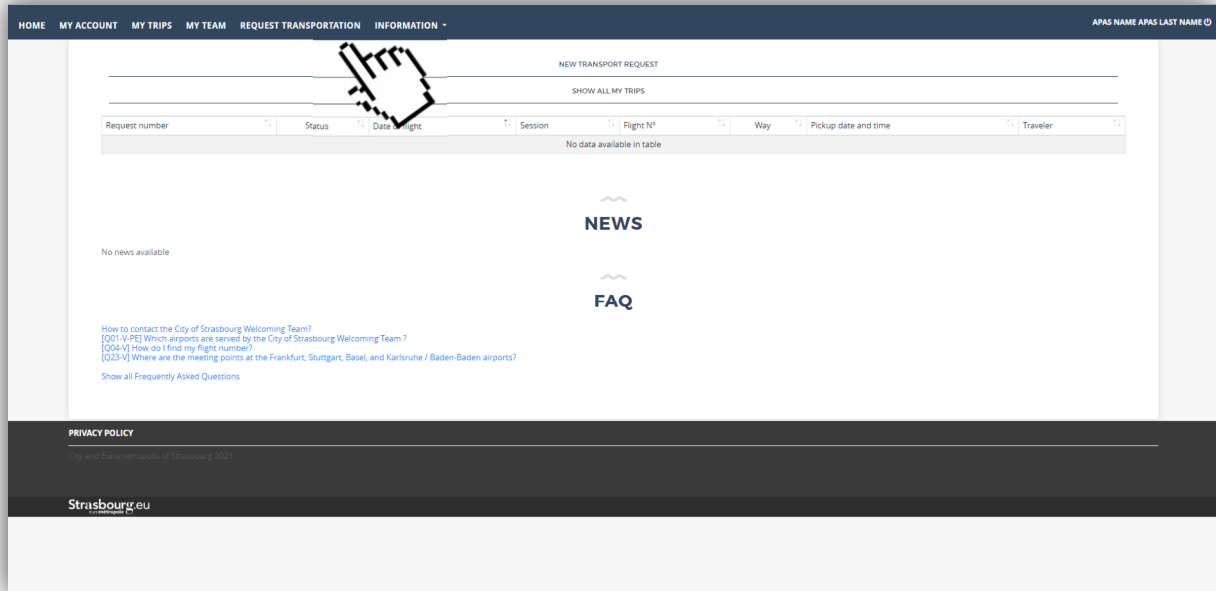 HOME MY ACCOUNT MY TRIPS MY TEAM REQUEST TRANSPORTATION INFORMATION APAS NAME APAS LAST NAME
NEW TRANSPORT REQUEST
SHOW ALL MY TRIPS
Request number Status Date flight Session Flight N° Way Pickup date and time Traveler
No data available in table
NEWS
No news available
FAQ
How to contact the City of Strasbourg Welcoming Team?
[Q01-V-PE] Which airports are served by the City of Strasbourg Welcoming Team ?
[Q04-V] How do I find my flight number?
[Q23-V] Where are the meeting points at the Frankfurt, Stuttgart, Basel, and Karlsruhe / Baden-Baden airports?
Show all Frequently Asked Questions
PRIVACY POLICY
City and Eurometropolis of Strasbourg 2021
Strasbourg.eu
eurométropole